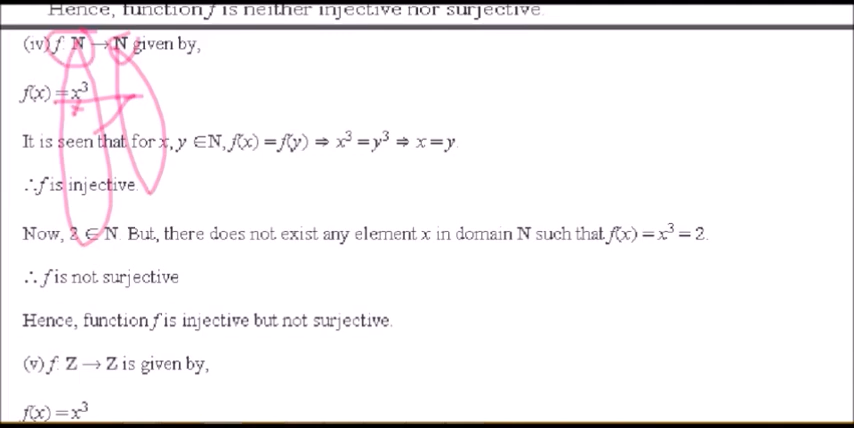 Hence, function f is neither injective nor surjective.
(iv) f: N → N given by,
f(x) = x³
It is seen that for x, y ∈N, f(x) = f(y) ⇒ x³ = y³ ⇒ x = y.
∴f is injective.
Now, 2 ∈ N. But, there does not exist any element x in domain N such that f(x) = x³ = 2.
∴ f is not surjective
Hence, function f is injective but not surjective.
(v) f: Z → Z is given by,
f(x) = x³